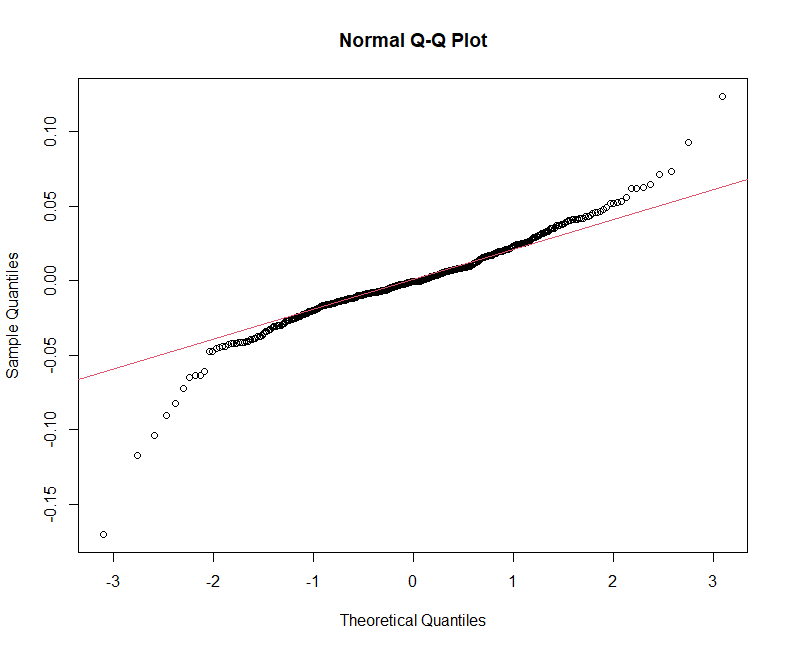 Normal Q-Q Plot
Sample Quantiles
0.10
0.05
0.00
-0.05
-0.10
-0.15
-3 -2 -1 0 1 2 3
Theoretical Quantiles